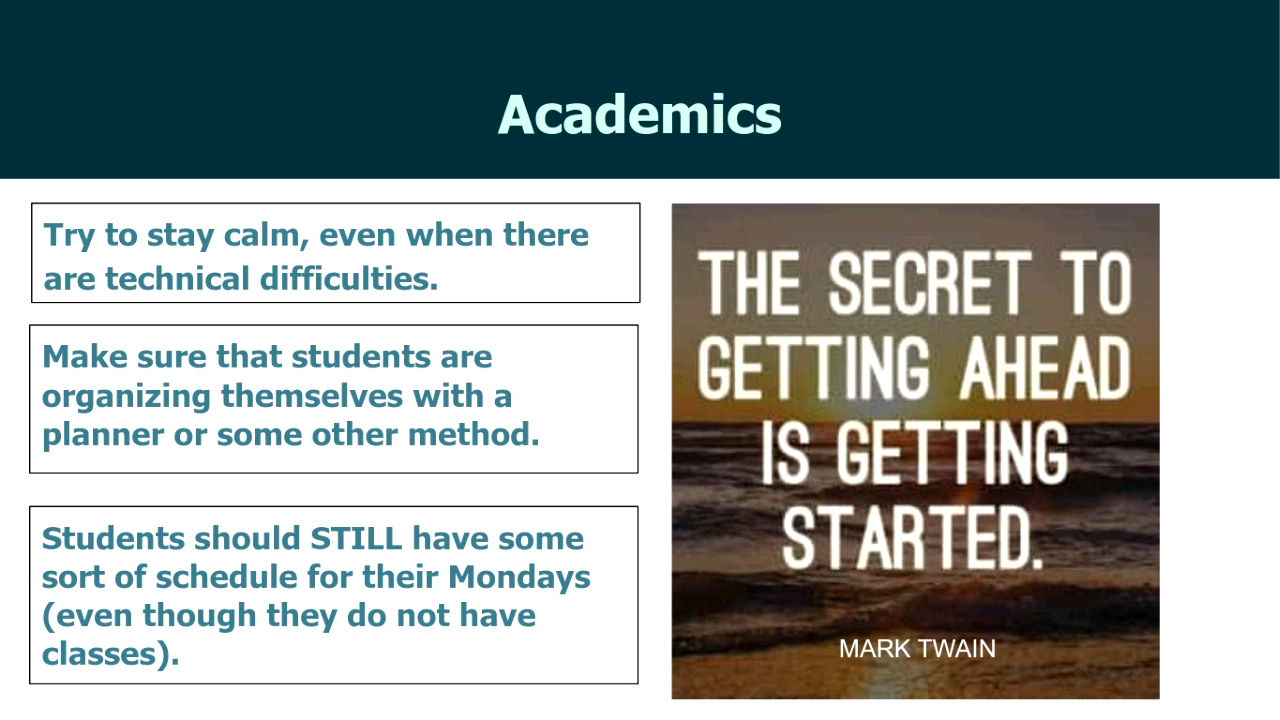 Academics
Try to stay calm, even when there
are technical difficulties.
Make sure that students are
organizing themselves with a
planner or some other method.
Students should STILL have some
sort of schedule for their Mondays
(even though they do not have
classes).
THE SECRET TO
GETTING AHEAD
IS GETTING
STARTED.
MARK TWAIN